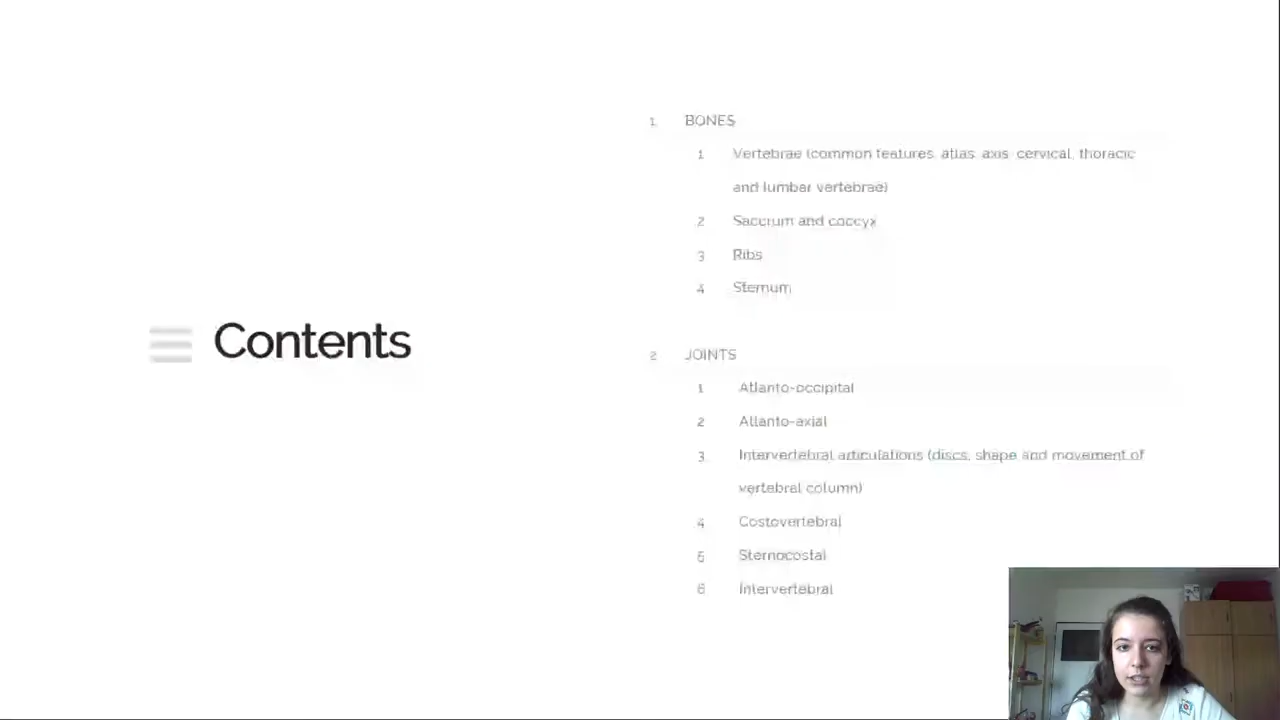 Contents
1 BONES
1 Vertebrae (common features, atlas, axis, cervical, thoracic
and lumbar vertebrae)
2 Sacrum and coccyx
3 Ribs
4 Sternum
2 JOINTS
1 Atlanto-occipital
2 Atlanto-axial
3 Intervertebral articulations (discs, shape and movement of
vertebral column)
4 Costovertebral
5 Sternocostal
6 Intervertebral